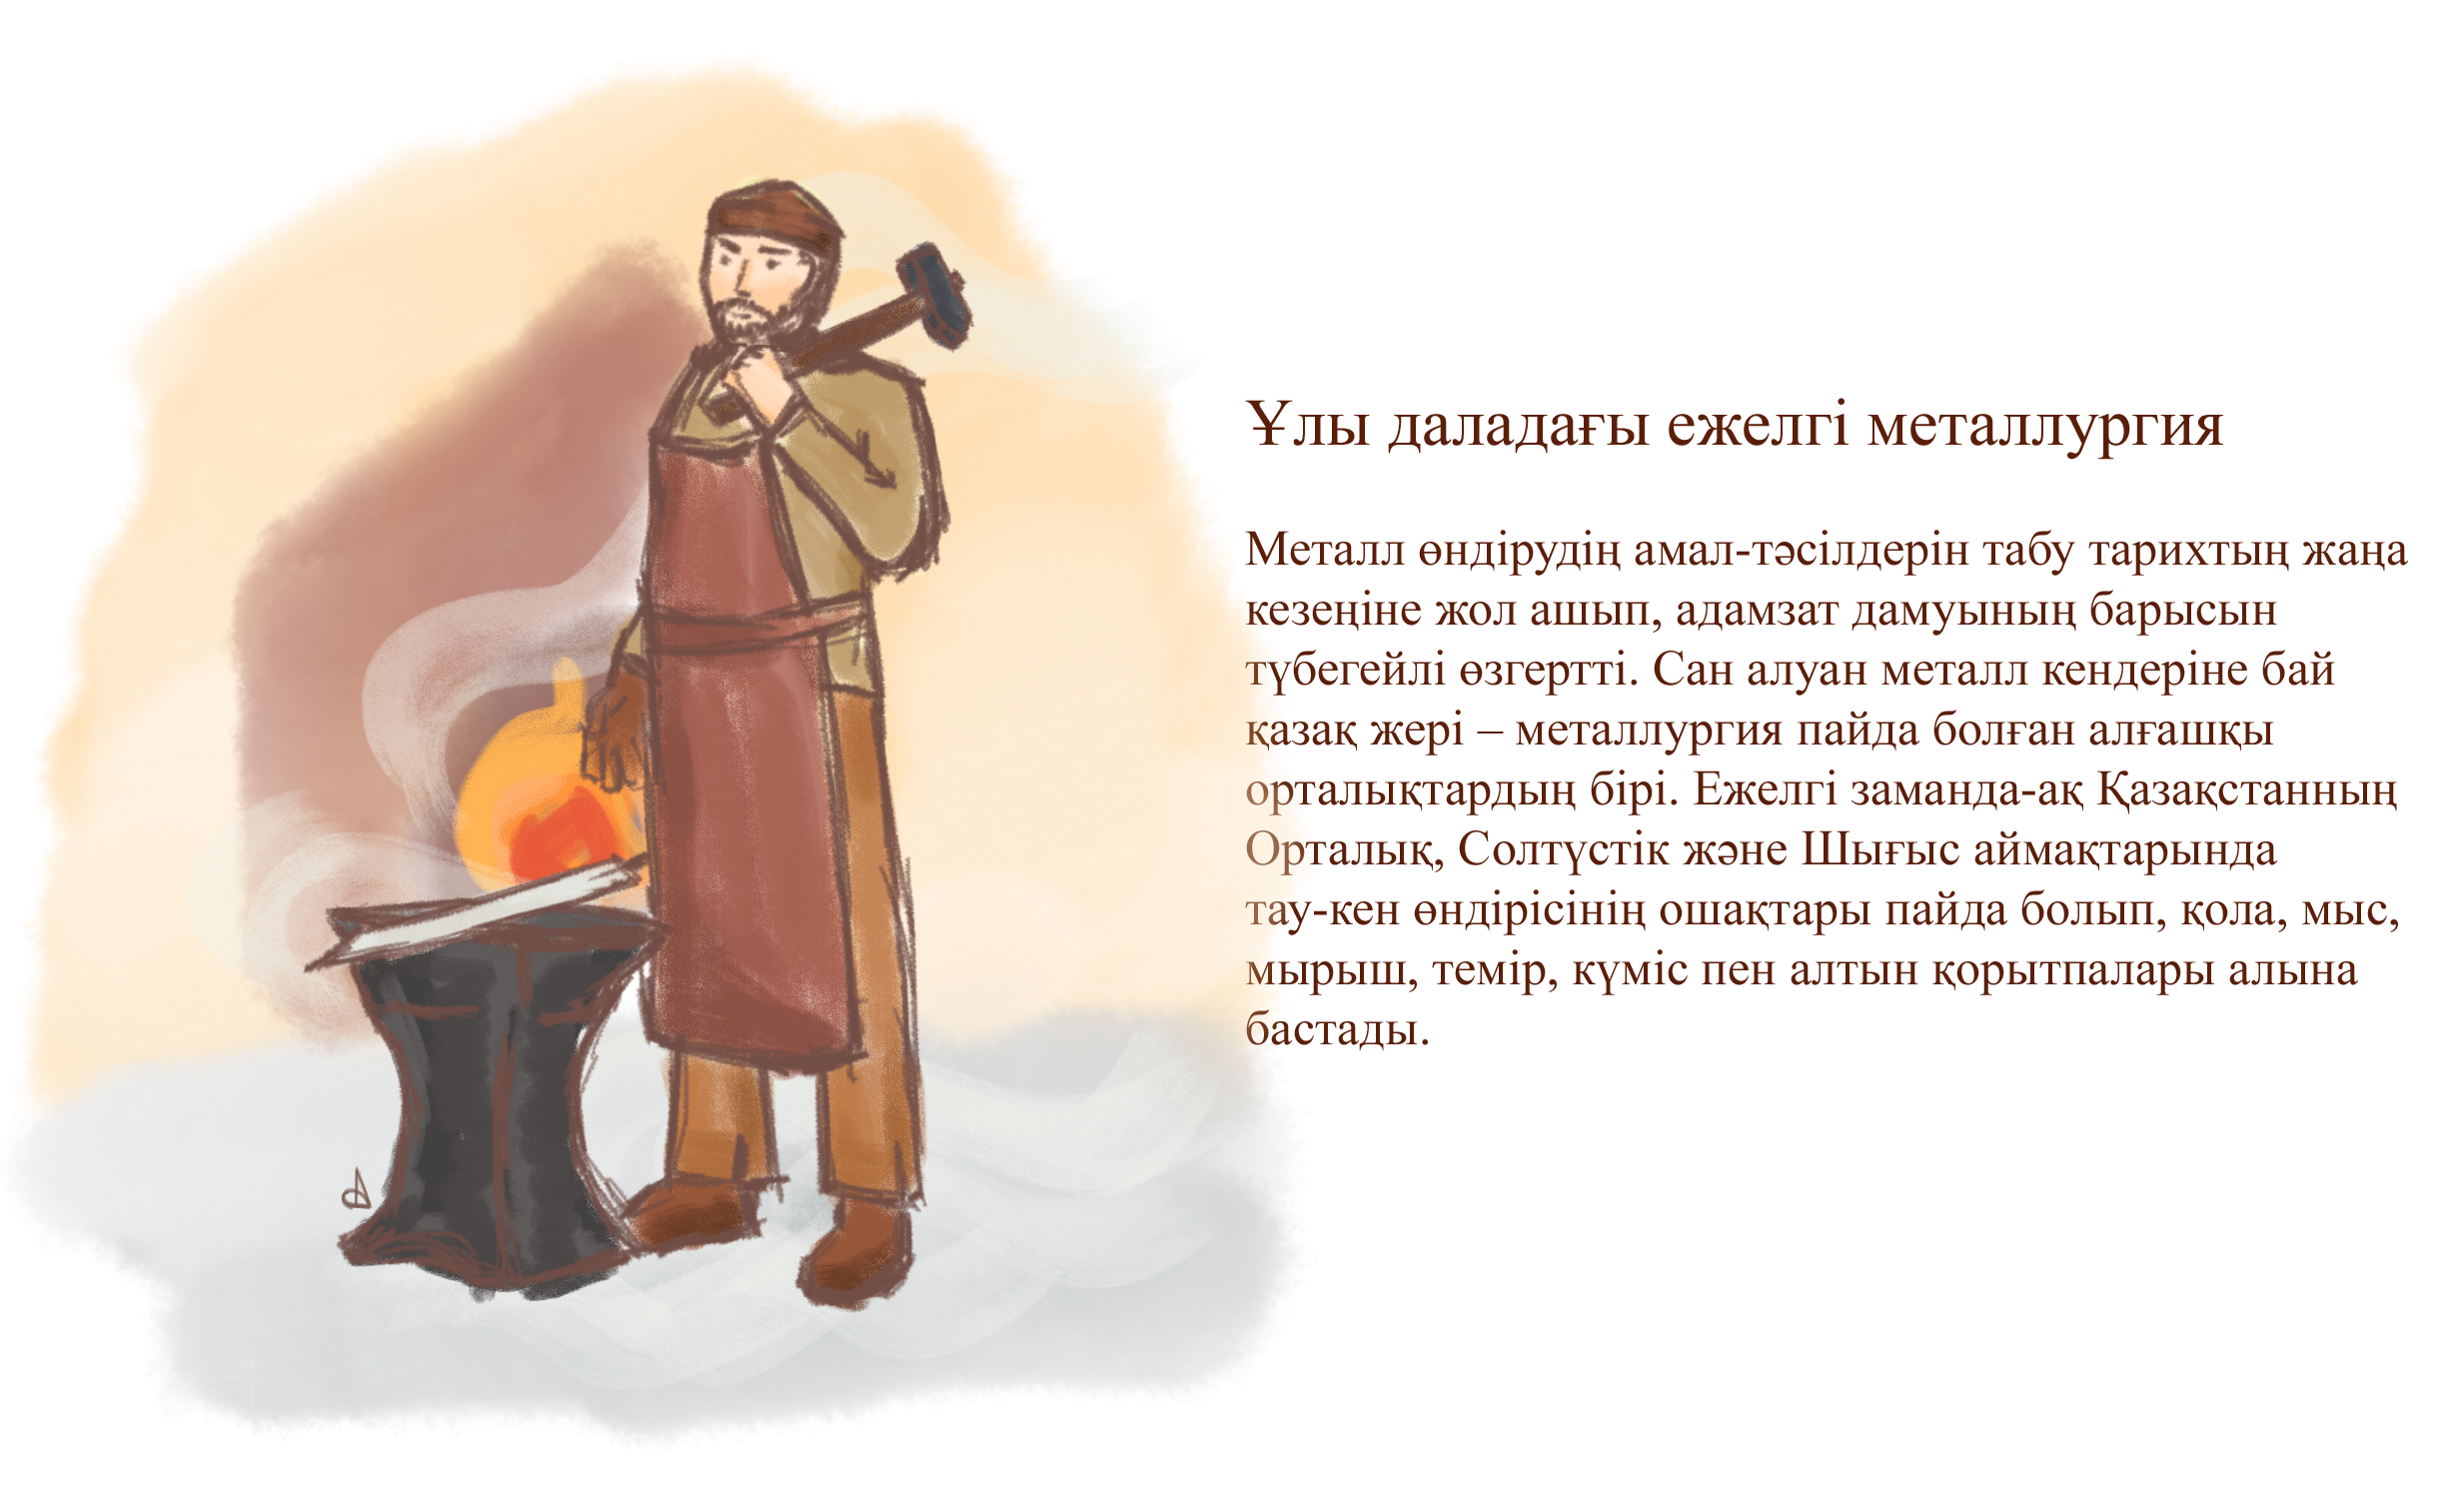 Ұлы даладағы ежелгі металлургия
Металл өндірудің амал-тәсілдерін табу тарихтың жаңа
кезеңіне жол ашып, адамзат дамуының барысын
түбегейлі өзгертті. Сан алуан металл кендеріне бай
қазақ жері – металлургия пайда болған алғашқы
орталықтардың бірі. Ежелгі заманда-ақ Қазақстанның
Орталық, Солтүстік және Шығыс аймақтарында
тау-кен өндірісінің ошақтары пайда болып, қола, мыс,
мырыш, темір, күміс пен алтын қорытпалары алына
бастады.